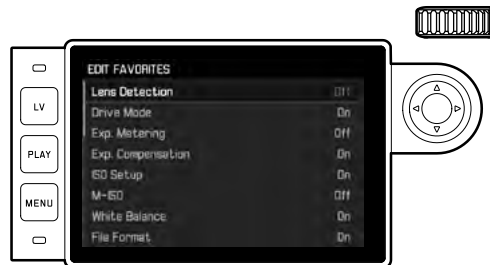 EDIT FAVORITES
Lens Detection Off
Drive Mode On
Exp. Metering Off
Exp. Compensation On
ISO Setup On
M-ISO Off
White Balance On
File Format On
LV
PLAY
MENU